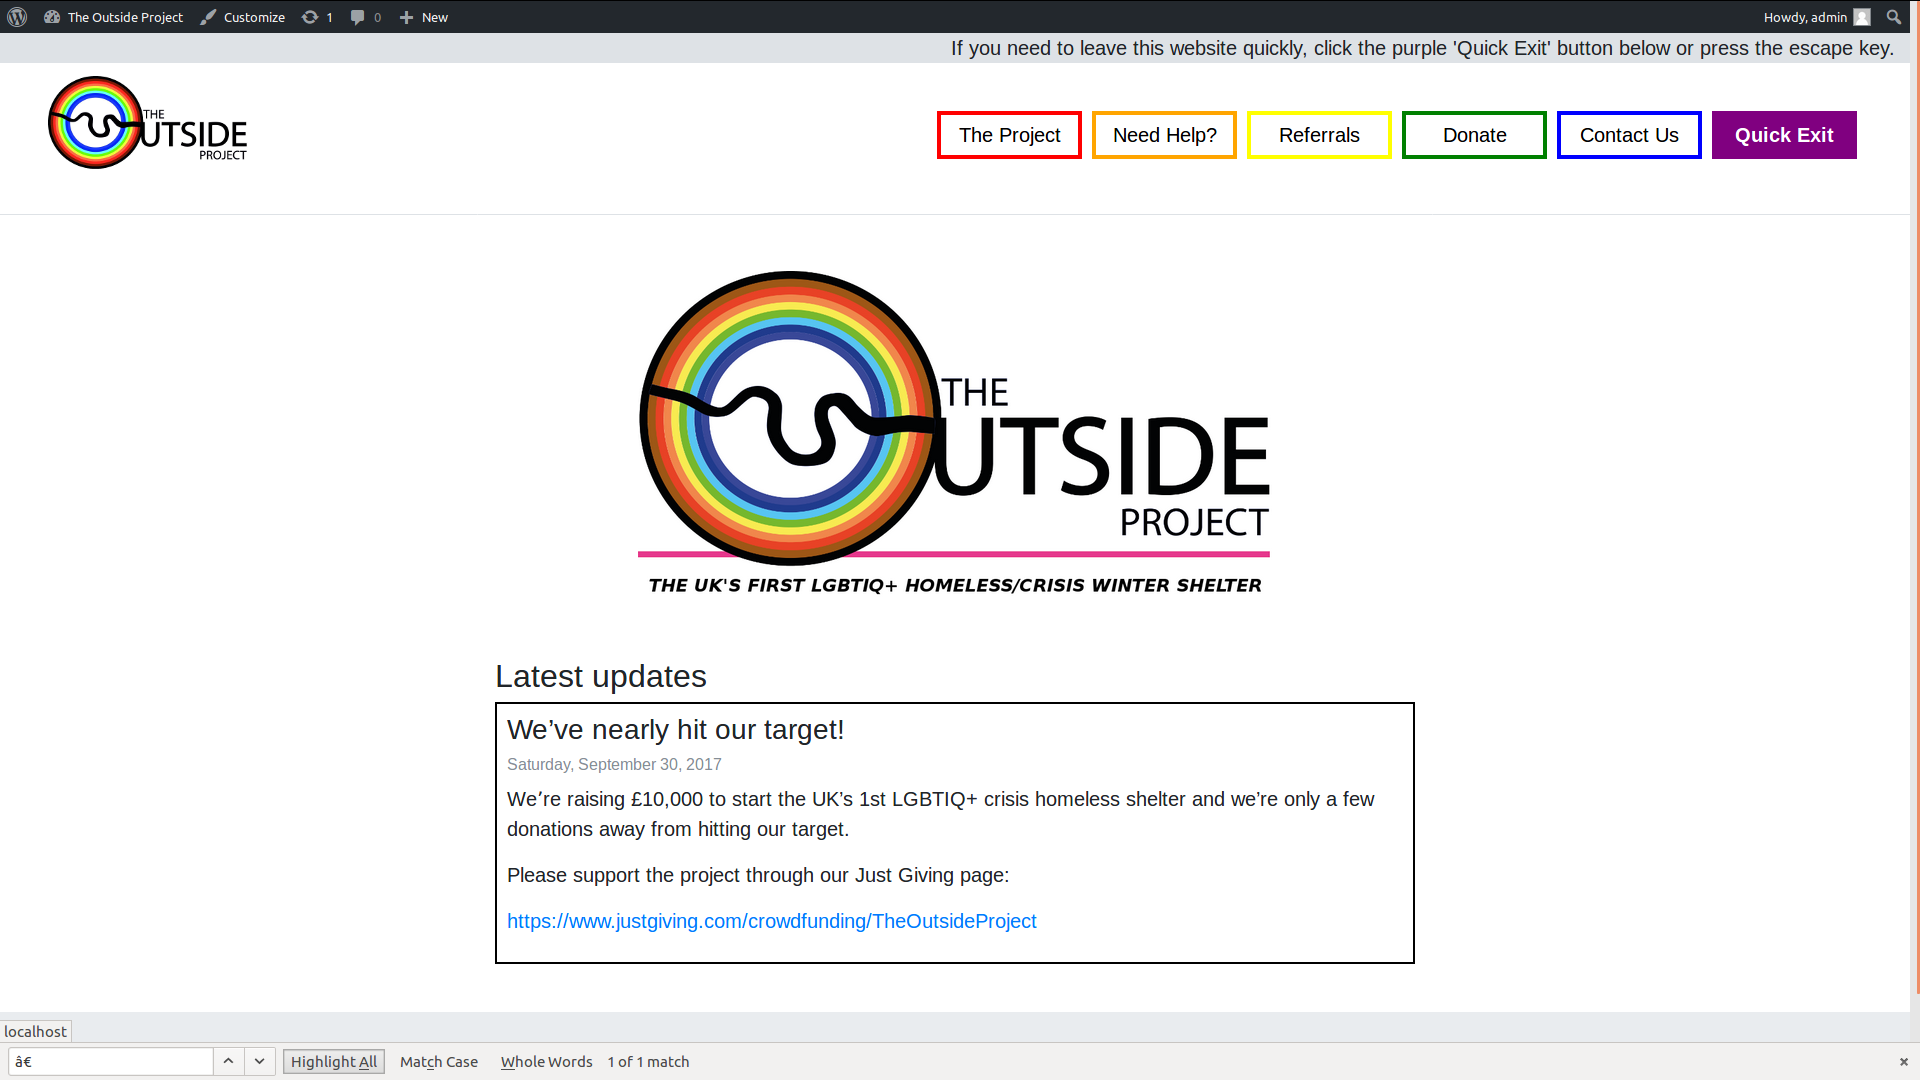 The Outside Project Customize 1 0 New Howdy, admin
If you need to leave this website quickly, click the purple 'Quick Exit' button below or press the escape key.
THE
UTSIDE
PROJECT
The Project Need Help? Referrals Donate Contact Us Quick Exit
THE
UTSIDE
PROJECT
THE UK'S FIRST LGBTIQ+ HOMELESS/CRISIS WINTER SHELTER
Latest updates
We’ve nearly hit our target!
Saturday, September 30, 2017
We’re raising £10,000 to start the UK’s 1st LGBTIQ+ crisis homeless shelter and we’re only a few
donations away from hitting our target.
Please support the project through our Just Giving page:
https://www.justgiving.com/crowdfunding/TheOutsideProject
localhost
â€ Highlight All Match Case Whole Words 1 of 1 match